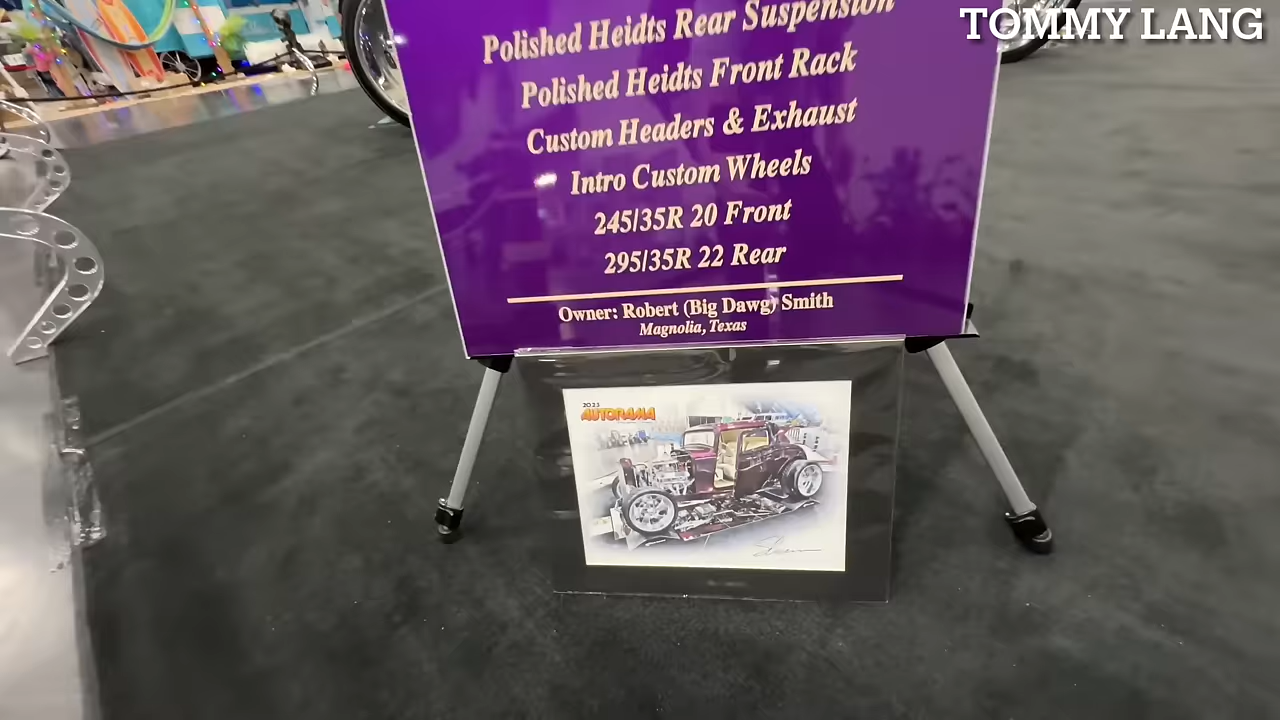 TOMMY LANG
Polished Heidts Rear Suspension
Polished Heidts Front Rack
Custom Headers & Exhaust
Intro Custom Wheels
245/35R 20 Front
295/35R 22 Rear
Owner: Robert (Big Dawg) Smith
Magnolia, Texas
2023
AUTORAMA